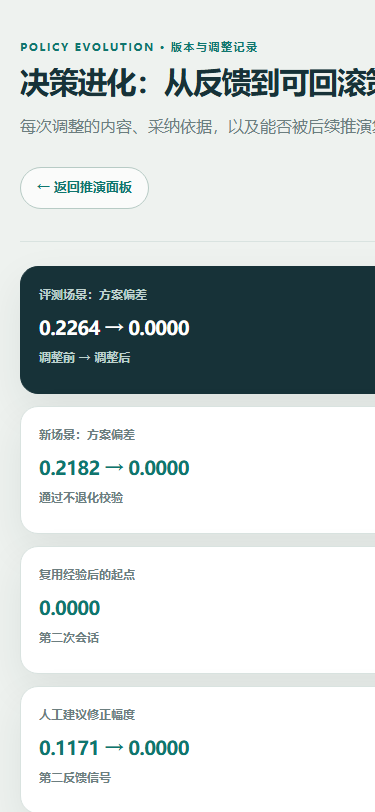 POLICY EVOLUTION • 版本与调整记录
决策进化：从反馈到可回滚
每次调整的内容、采纳依据，以及能否被后续推演
← 返回推演面板
评测场景：方案偏差
0.2264 → 0.0000
调整前 → 调整后
新场景：方案偏差
0.2182 → 0.0000
通过不退化校验
复用经验后的起点
0.0000
第二次会话
人工建议修正幅度
0.1171 → 0.0000
第二反馈信号